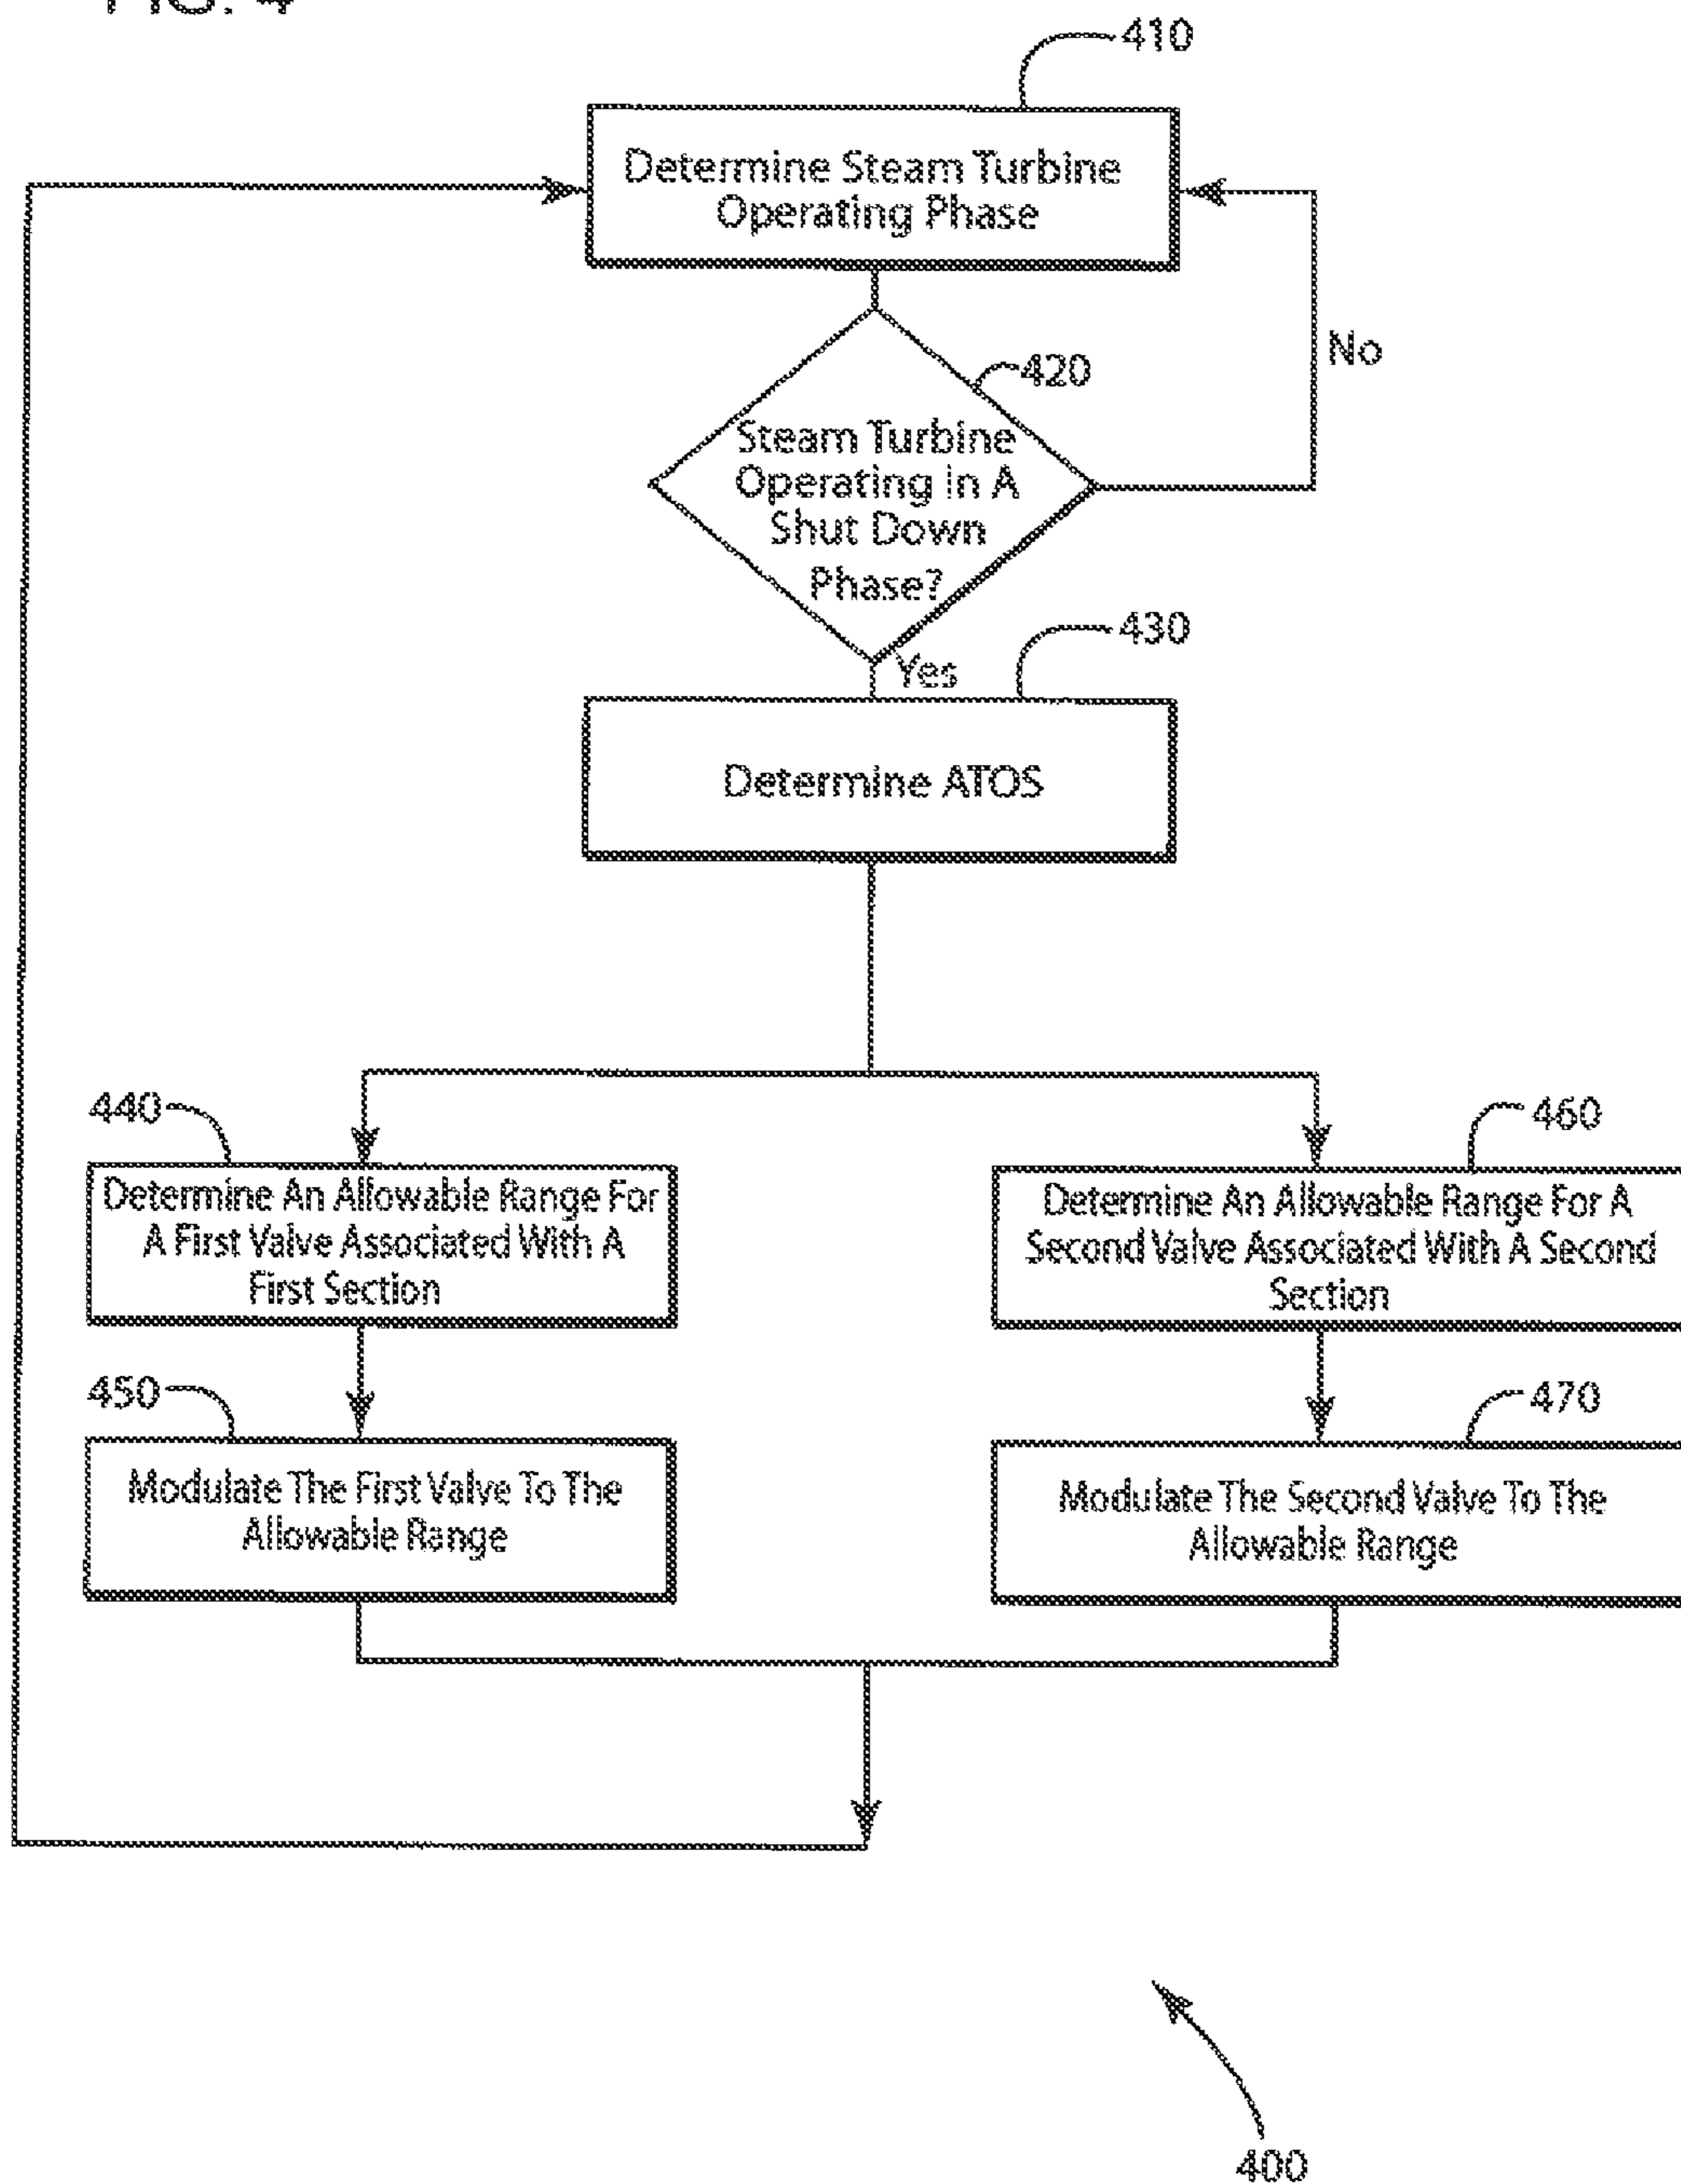 FIG. 4
410
Determine Steam Turbine
Operating Phase
No
420
Steam Turbine
Operating in A
Shut Down
Phase?
430
Yes
Determine ATOS
440
460
Determine An Allowable Range For
A First Valve Associated With A
First Section
Determine An Allowable Range For A
Second Valve Associated With A Second
Section
450
470
Modulate The First Valve To The
Allowable Range
Modulate The Second Valve To The
Allowable Range
400